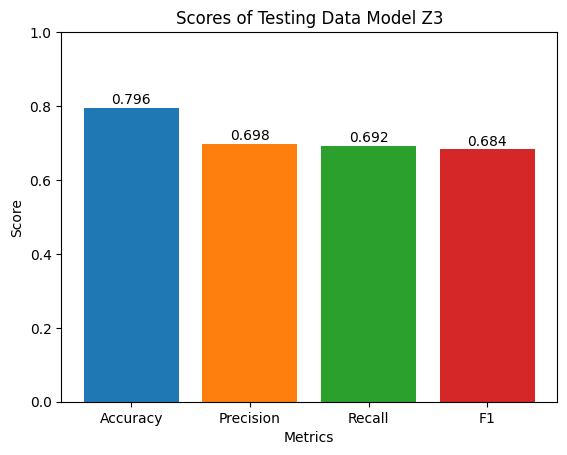 Scores of Testing Data Model Z3
1.0
0.8
0.6
0.4
0.2
0.0
Score
0.796
0.698
0.692
0.684
Accuracy
Precision
Recall
F1
Metrics